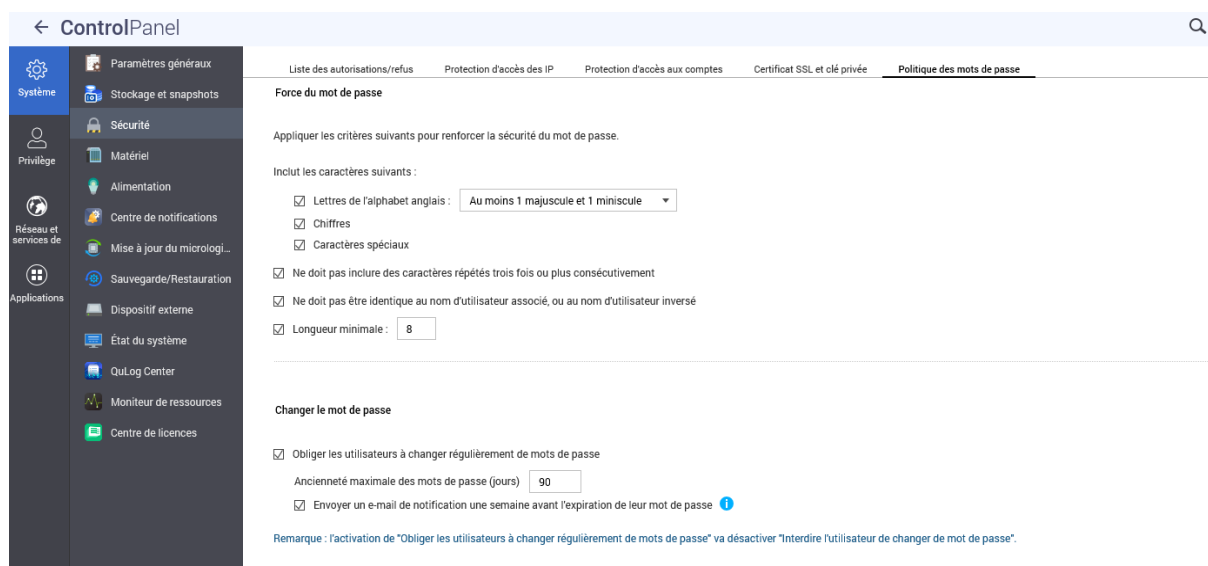 ControlPanel
Système
Privilège
Réseau et
services de
Applications
Paramètres généraux
Stockage et snapshots
Sécurité
Matériel
Alimentation
Centre de notifications
Mise à jour du micrologi...
Sauvegarde/Restauration
Dispositif externe
État du système
QuLog Center
Moniteur de ressources
Centre de licences
Liste des autorisations/refus Protection d'accès des IP Protection d'accès aux comptes Certificat SSL et clé privée Politique des mots de passe
Force du mot de passe
Appliquer les critères suivants pour renforcer la sécurité du mot de passe.
Inclut les caractères suivants :
Lettres de l'alphabet anglais : Au moins 1 majuscule et 1 miniscule
Chiffres
Caractères spéciaux
Ne doit pas inclure des caractères répétés trois fois ou plus consécutivement
Ne doit pas être identique au nom d'utilisateur associé, ou au nom d'utilisateur inversé
Longueur minimale : 8
Changer le mot de passe
Obliger les utilisateurs à changer régulièrement de mots de passe
Ancienneté maximale des mots de passe (jours) 90
Envoyer un e-mail de notification une semaine avant l'expiration de leur mot de passe
Remarque : l'activation de "Obliger les utilisateurs à changer régulièrement de mots de passe" va désactiver "Interdire l'utilisateur de changer de mot de passe".